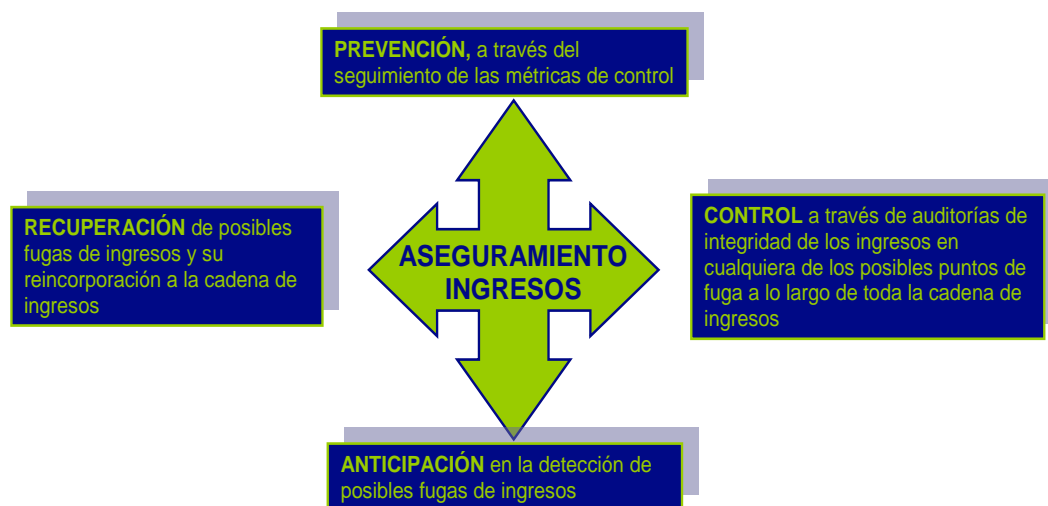 PREVENCIÓN, a través del
seguimiento de las métricas de control
RECUPERACIÓN de posibles
fugas de ingresos y su
reincorporación a la cadena de
ingresos
ASEGURAMIENTO
INGRESOS
CONTROL a través de auditorías de
integridad de los ingresos en
cualquiera de los posibles puntos de
fuga a lo largo de toda la cadena de
ingresos
ANTICIPACIÓN en la detección de
posibles fugas de ingresos